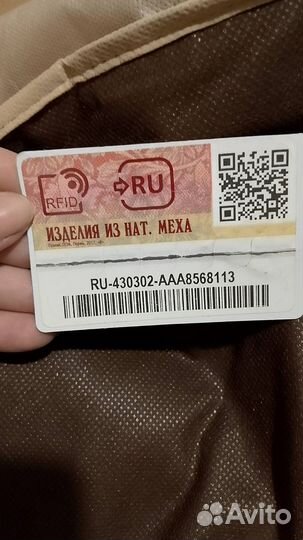 RFID
RU
ИЗДЕЛИЯ ИЗ НАТ. МЕХА
RU-430302-AAA8568113
Avito